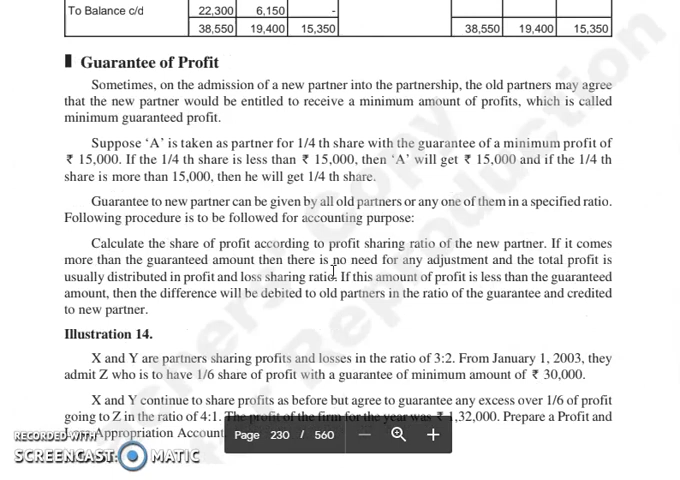 To Balance c/d 22,300 6,150 -
38,550 19,400 15,350 38,550 19,400 15,350
Guarantee of Profit
Sometimes, on the admission of a new partner into the partnership, the old partners may agree
that the new partner would be entitled to receive a minimum amount of profits, which is called
minimum guaranteed profit.
Suppose ‘A’ is taken as partner for 1/4 th share with the guarantee of a minimum profit of
₹ 15,000. If the 1/4 th share is less than ₹ 15,000, then ‘A’ will get ₹ 15,000 and if the 1/4 th
share is more than 15,000, then he will get 1/4 th share.
Guarantee to new partner can be given by all old partners or any one of them in a specified ratio.
Following procedure is to be followed for accounting purpose:
Calculate the share of profit according to profit sharing ratio of the new partner. If it comes
more than the guaranteed amount then there is no need for any adjustment and the total profit is
usually distributed in profit and loss sharing ratio. If this amount of profit is less than the guaranteed
amount, then the difference will be debited to old partners in the ratio of the guarantee and credited
to new partner.
Illustration 14.
X and Y are partners sharing profits and losses in the ratio of 3:2. From January 1, 2003, they
admit Z who is to have 1/6 share of profit with a guarantee of minimum amount of ₹ 30,000.
X and Y continue to share profits as before but agree to guarantee any excess over 1/6 of profit
going to Z in the ratio of 4:1. The profit of the firm for the year was ₹ 1,32,000. Prepare a Profit and
Appropriation Account
Page 230 / 560
RECORDED WITH
SCREENCAST-O-MATIC
Copy
Reproduction